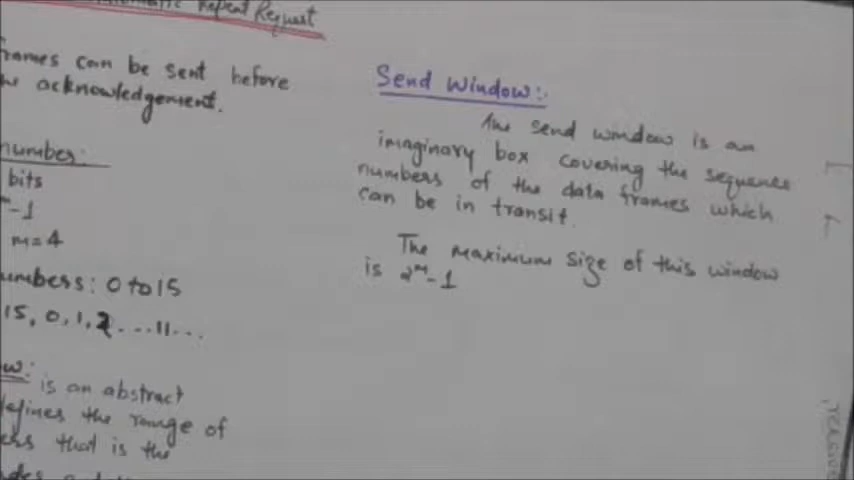 Repeat Request
frames can be sent before
acknowledgement.
number:
bits
-1
m=4
numbers: 0 to 15
15, 0, 1, 2 ...11...
is an abstract
defines the range of
that is the
Send Window:
The send window is an
imaginary box covering the sequence
numbers of the data frames which
can be in transit.
The maximum size of this window
is 2^m-1